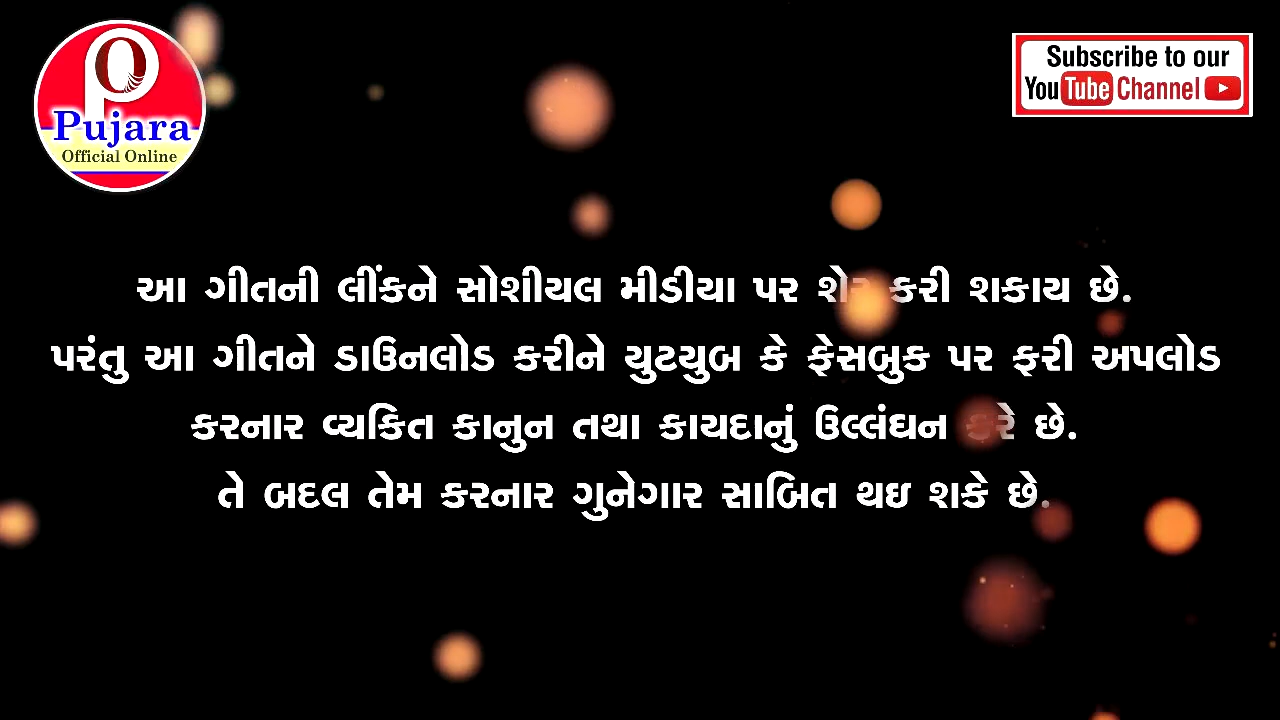 Pujara
Official Online
Subscribe to our
YouTube Channel
આ ગીતની લીંકને સોશીયલ મીડીયા પર શેર કરી શકાય છે.
પરંતુ આ ગીતને ડાઉનલોડ કરીને યુટયુબ કે ફેસબુક પર ફરી અપલોડ
કરનાર વ્યકિત કાનુન તથા કાયદાનું ઉલ્લંઘન કરે છે.
તે બદલ તેમ કરનાર ગુનેગાર સાબિત થઇ શકે છે.